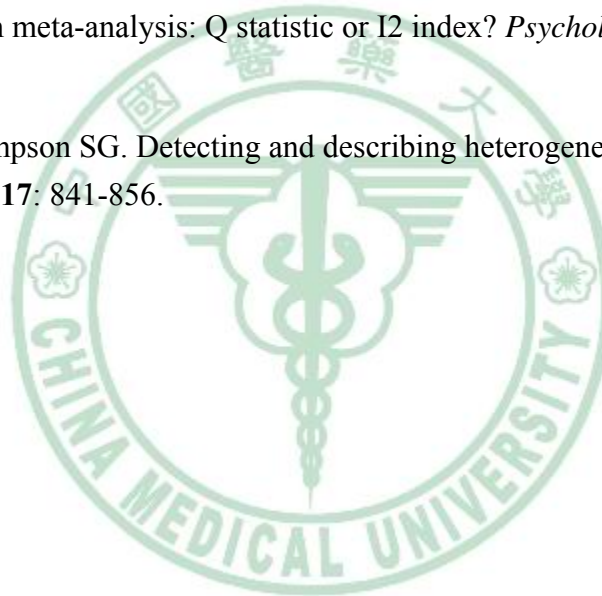 n meta-analysis: Q statistic or I2 index? Psychol
mpson SG. Detecting and describing heterogene
17: 841-856.
中國醫藥大學
CHINA MEDICAL UNIVERSITY